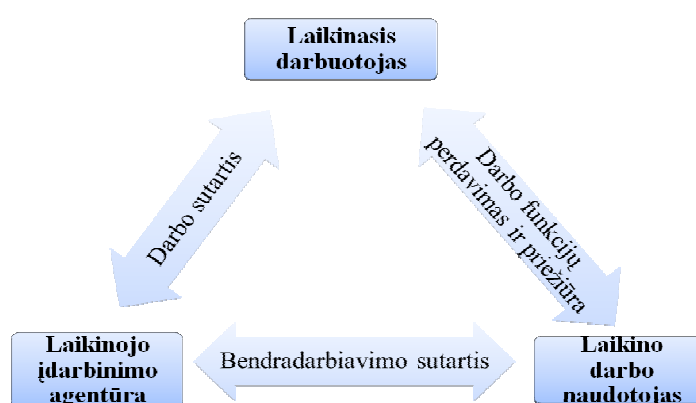 Laikinasis
darbuotojas
Darbo sutartis
Darbo funkcijų
perdavimas ir priežiūra
Laikinojo
įdarbinimo
agentūra
Bendradarbiavimo sutartis
Laikino
darbo
naudotojas